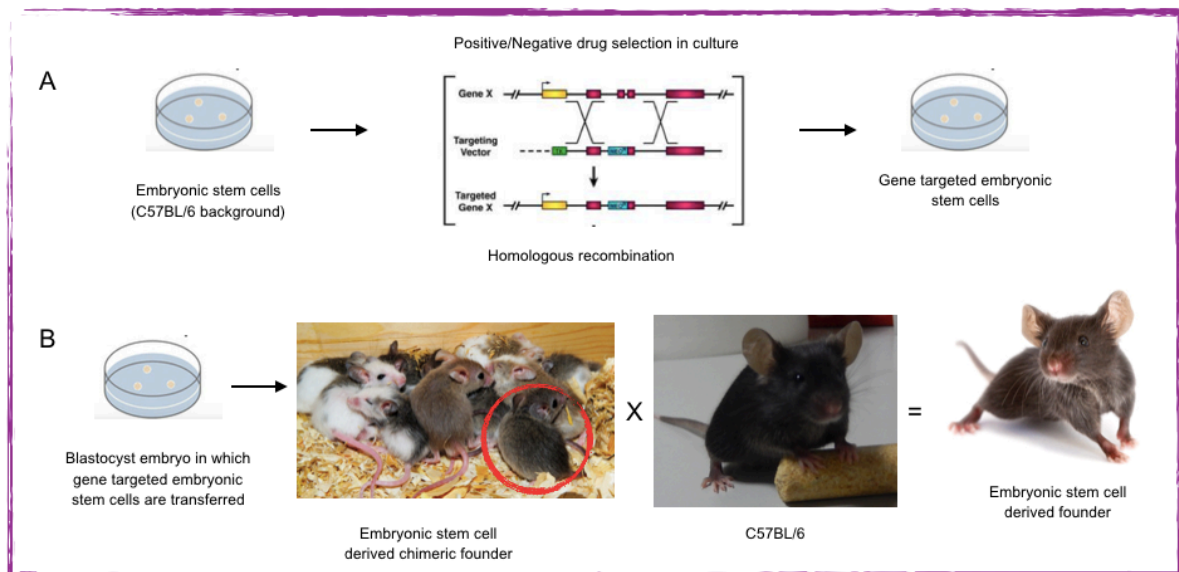 A
Positive/Negative drug selection in culture
Gene X
Targeting
Vector
Targeted
Gene X
Homologous recombination
Embryonic stem cells
(C57BL/6 background)
Gene targeted embryonic
stem cells
B
Blastocyst embryo in which
gene targeted embryonic
stem cells are transferred
Embryonic stem cell
derived chimeric founder
X
C57BL/6
=
Embryonic stem cell
derived founder